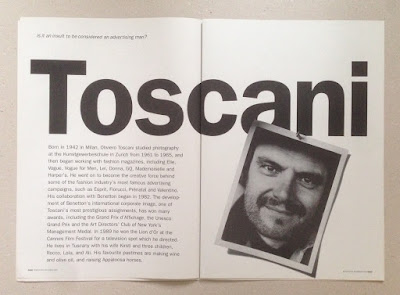 Is it an insult to be considered an advertising man?
Toscani
Born in 1942 in Milan, Oliviero Toscani studied photography
at the Kunstgewerbeschule in Zurich from 1961 to 1965, and
then began working with fashion magazines, including Elle,
Vogue, Vogue for Men, Lei, Donna, GQ, Mademoiselle and
Harper's. He went on to become the creative force behind
some of the fashion industry's most famous advertising
campaigns, such as Esprit, Fiorucci, Prénatal and Valentino.
His collaboration with Benetton began in 1982. The develop-
ment of Benetton's international corporate image, one of
Toscani's most prestigious assignments, has won many
awards, including the Grand Prix d'Affichage, the Unesco
Grand Prix and the Art Directors' Club of New York's
Management Medal. In 1989 he won the Lion d'Or at the
Cannes Film Festival for a television spot which he directed.
He lives in Tuscany with his wife Kirsti and three children,
Rocco, Lola, and Ali. His favourite pastimes are making wine
and olive oil, and raising Appaloosa horses.